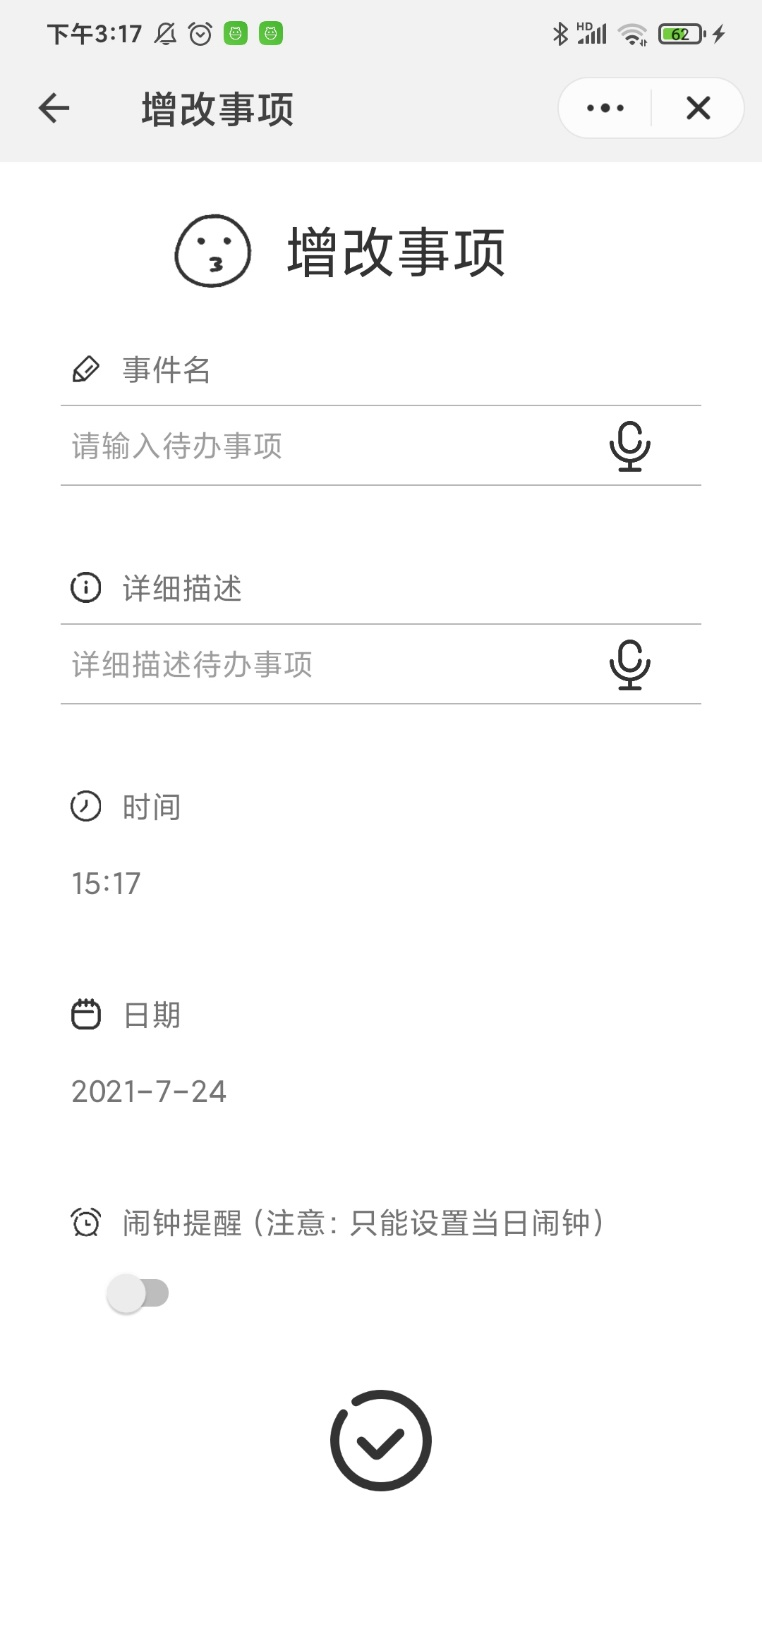 下午3:17 HD 62
增改事项
增改事项
事件名
请输入待办事项
详细描述
详细描述待办事项
时间
15:17
日期
2021-7-24
闹钟提醒（注意：只能设置当日闹钟）